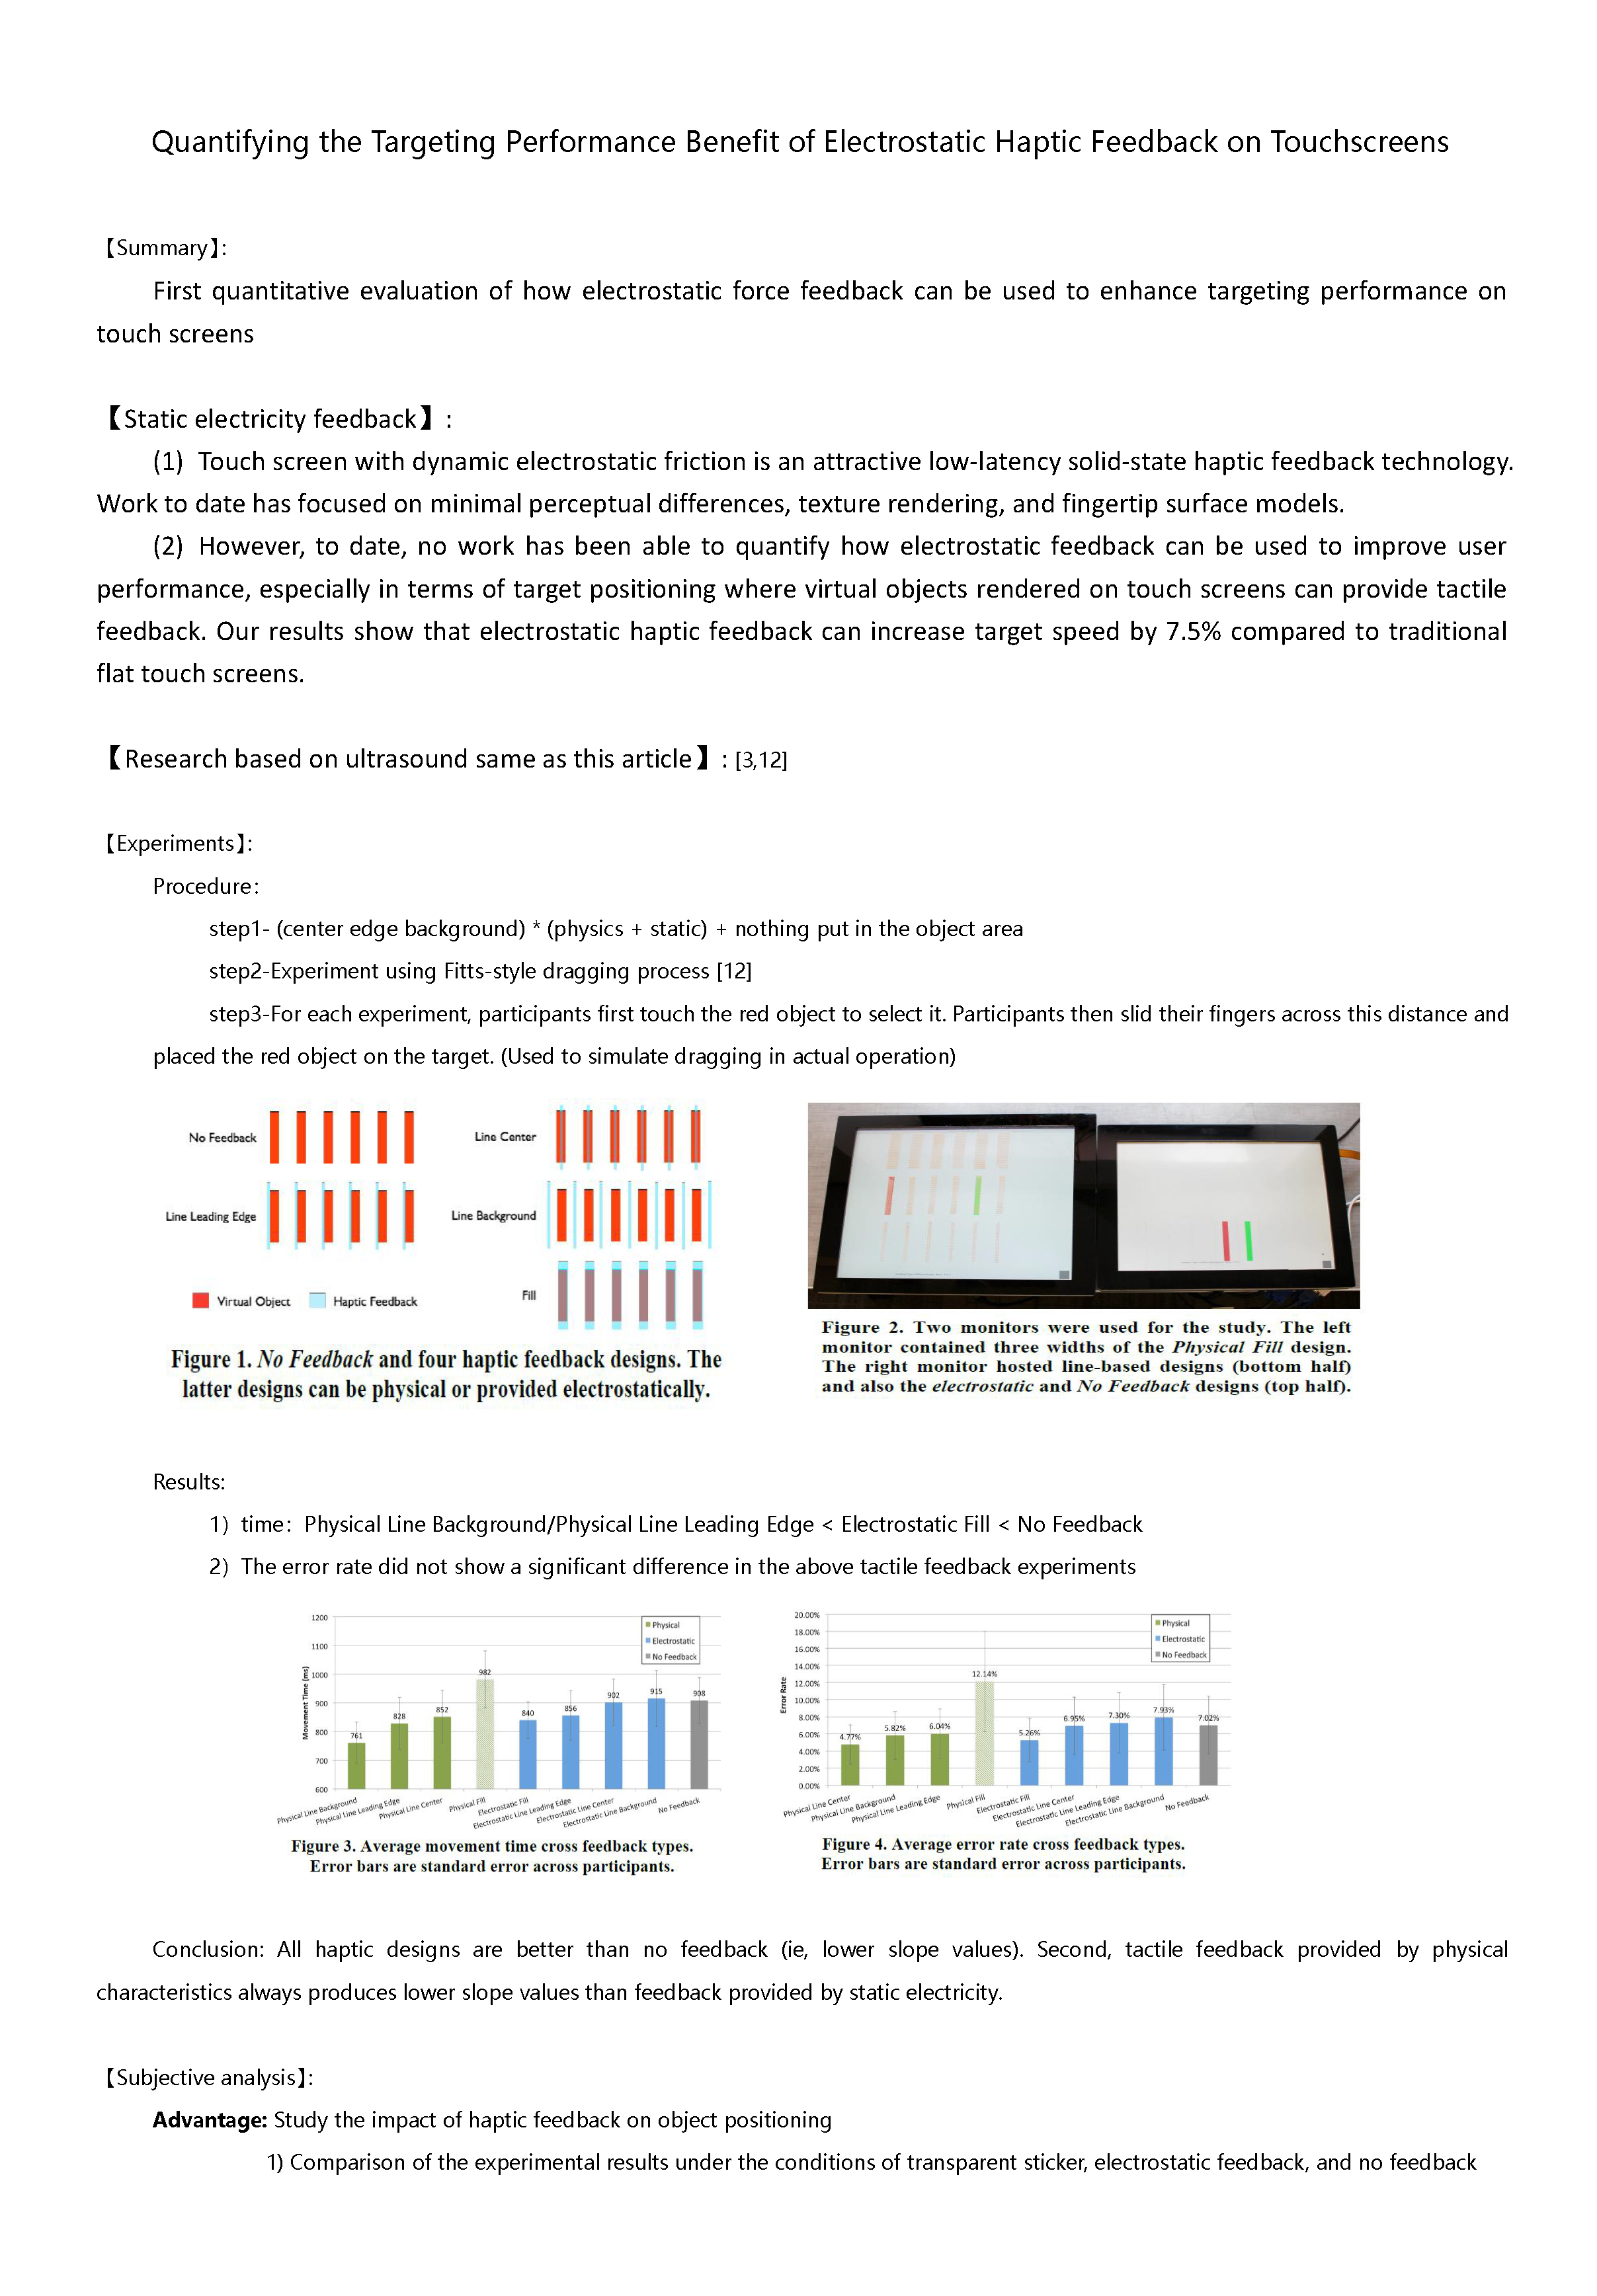 Quantifying the Targeting Performance Benefit of Electrostatic Haptic Feedback on Touchscreens
【Summary】:
First quantitative evaluation of how electrostatic force feedback can be used to enhance targeting performance on
touch screens
【Static electricity feedback】:
(1) Touch screen with dynamic electrostatic friction is an attractive low-latency solid-state haptic feedback technology.
Work to date has focused on minimal perceptual differences, texture rendering, and fingertip surface models.
(2) However, to date, no work has been able to quantify how electrostatic feedback can be used to improve user
performance, especially in terms of target positioning where virtual objects rendered on touch screens can provide tactile
feedback. Our results show that electrostatic haptic feedback can increase target speed by 7.5% compared to traditional
flat touch screens.
【Research based on ultrasound same as this article】: [3,12]
【Experiments】:
Procedure:
step1- (center edge background) * (physics + static) + nothing put in the object area
step2-Experiment using Fitts-style dragging process [12]
step3-For each experiment, participants first touch the red object to select it. Participants then slid their fingers across this distance and
placed the red object on the target. (Used to simulate dragging in actual operation)
No Feedback
Line Center
Line Leading Edge
Line Background
Fill
Virtual Object
Haptic Feedback
Figure 1. No Feedback and four haptic feedback designs. The
latter designs can be physical or provided electrostatically.
Figure 2. Two monitors were used for the study. The left
monitor contained three widths of the Physical Fill design.
The right monitor hosted line-based designs (bottom half)
and also the electrostatic and No Feedback designs (top half).
Results:
1) time: Physical Line Background/Physical Line Leading Edge < Electrostatic Fill < No Feedback
2) The error rate did not show a significant difference in the above tactile feedback experiments
Movement Time (ms)
1200
1100
1000
900
800
700
600
761
828
852
982
840
856
902
915
908
Physical
Electrostatic
No Feedback
Physical Line Background
Physical Line Leading Edge
Physical Line Center
Physical Fill
Electrostatic Fill
Electrostatic Line Leading Edge
Electrostatic Line Center
Electrostatic Line Background
No Feedback
Figure 3. Average movement time cross feedback types.
Error bars are standard error across participants.
Error Rate
20.00%
18.00%
16.00%
14.00%
12.00%
10.00%
8.00%
6.00%
4.00%
2.00%
0.00%
4.77%
5.82%
6.04%
12.14%
5.26%
6.95%
7.30%
7.93%
7.02%
Physical
Electrostatic
No Feedback
Physical Line Center
Physical Line Background
Physical Line Leading Edge
Physical Fill
Electrostatic Fill
Electrostatic Line Center
Electrostatic Line Leading Edge
Electrostatic Line Background
No Feedback
Figure 4. Average error rate cross feedback types.
Error bars are standard error across participants.
Conclusion: All haptic designs are better than no feedback (ie, lower slope values). Second, tactile feedback provided by physical
characteristics always produces lower slope values than feedback provided by static electricity.
【Subjective analysis】:
Advantage: Study the impact of haptic feedback on object positioning
1) Comparison of the experimental results under the conditions of transparent sticker, electrostatic feedback, and no feedback